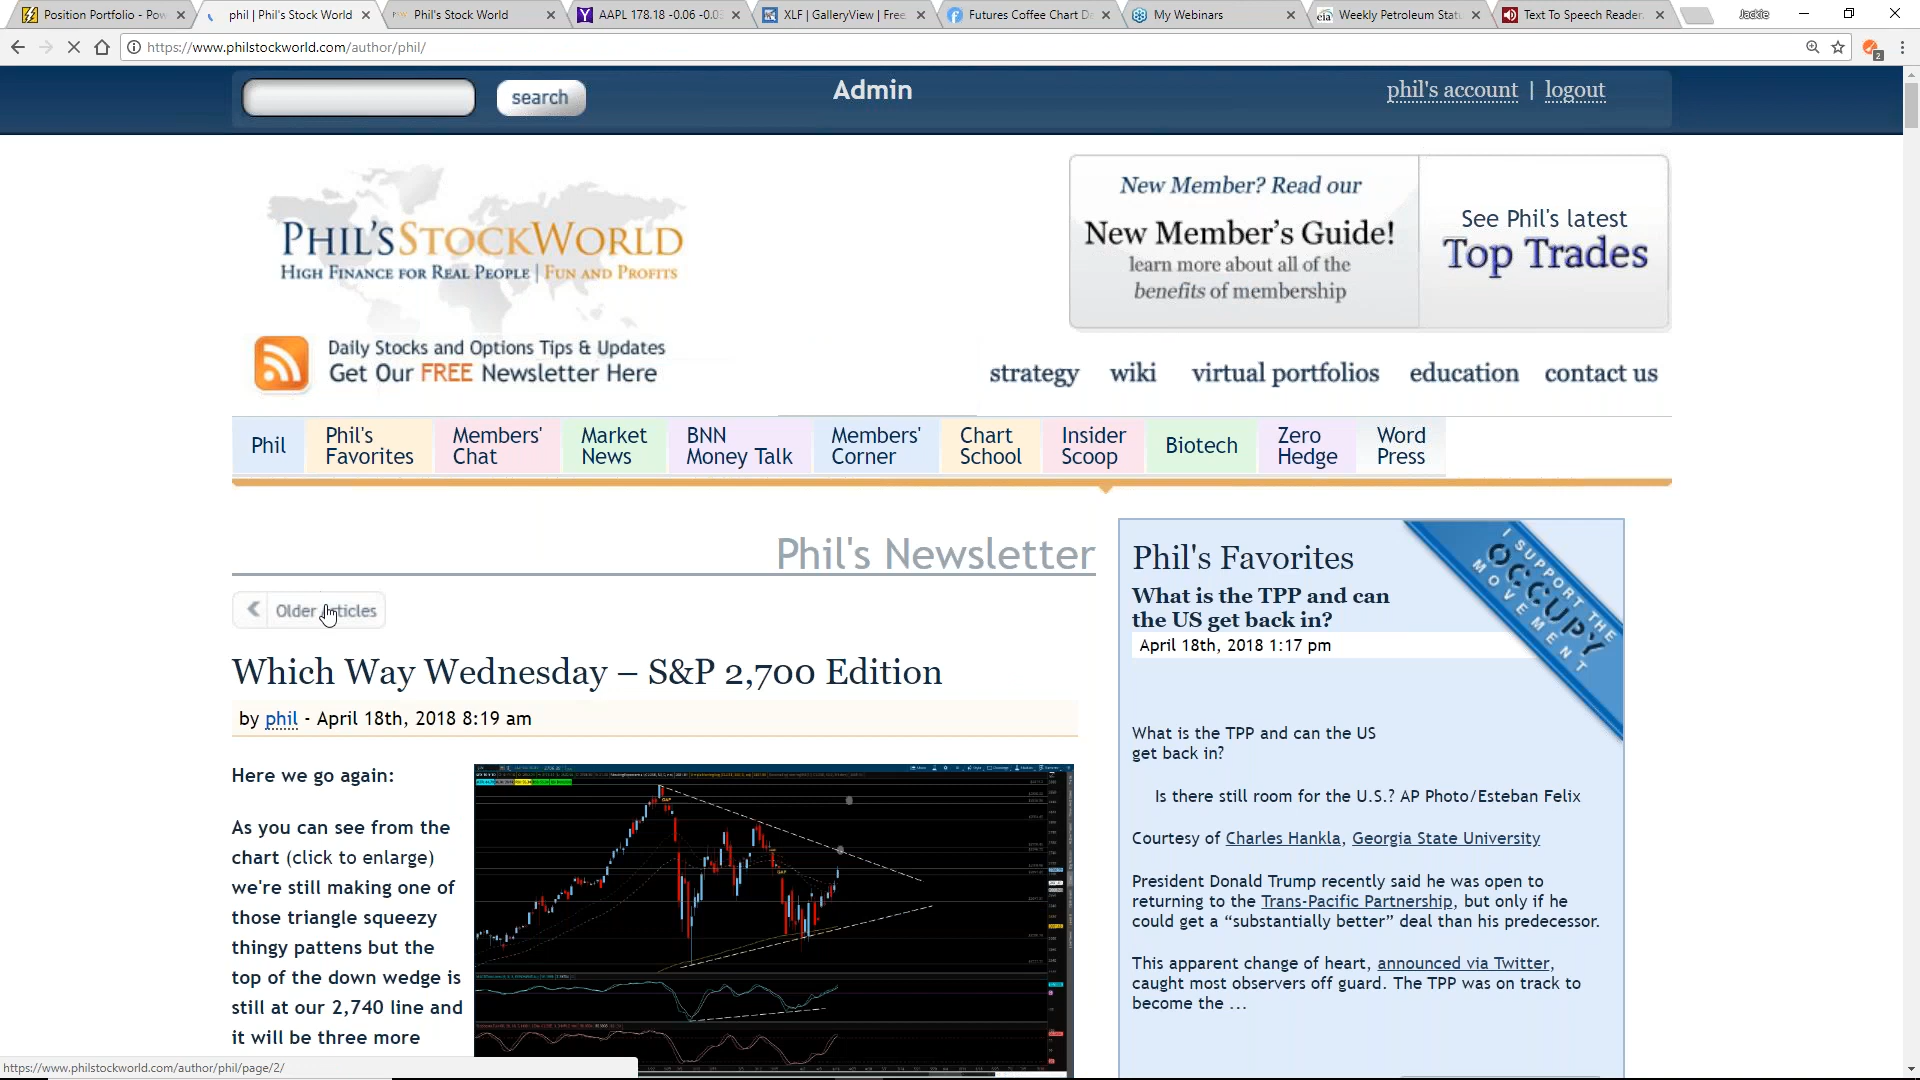 Position Portfolio - Pow
phil | Phil's Stock World
Phil's Stock World
AAPL 178.18 -0.06 -0.03
XLF | GalleryView | Free
Futures Coffee Chart Da
My Webinars
Weekly Petroleum Statu
Text To Speech Reader
Jackie
https://www.philstockworld.com/author/phil/
2
search
Admin
phil's account | logout
PHIL'S STOCKWORLD
HIGH FINANCE FOR REAL PEOPLE | FUN AND PROFITS
New Member? Read our
New Member's Guide!
learn more about all of the
benefits of membership
See Phil's latest
Top Trades
Daily Stocks and Options Tips & Updates
Get Our FREE Newsletter Here
strategy wiki virtual portfolios education contact us
Phil
Phil's
Favorites
Members'
Chat
Market
News
BNN
Money Talk
Members'
Corner
Chart
School
Insider
Scoop
Biotech
Zero
Hedge
Word
Press
Phil's Newsletter
Older Articles
Which Way Wednesday – S&P 2,700 Edition
by phil - April 18th, 2018 8:19 am
Here we go again:
As you can see from the
chart (click to enlarge)
we're still making one of
those triangle squeezy
thingy pattens but the
top of the down wedge is
still at our 2,740 line and
it will be three more
GAP
GAP
Phil's Favorites
I SUPPORT THE
OCCUPY
MOVEMENT
What is the TPP and can
the US get back in?
April 18th, 2018 1:17 pm
What is the TPP and can the US
get back in?
Is there still room for the U.S.? AP Photo/Esteban Felix
Courtesy of Charles Hankla, Georgia State University
President Donald Trump recently said he was open to
returning to the Trans-Pacific Partnership, but only if he
could get a “substantially better” deal than his predecessor.
This apparent change of heart, announced via Twitter,
caught most observers off guard. The TPP was on track to
become the ...
https://www.philstockworld.com/author/phil/page/2/